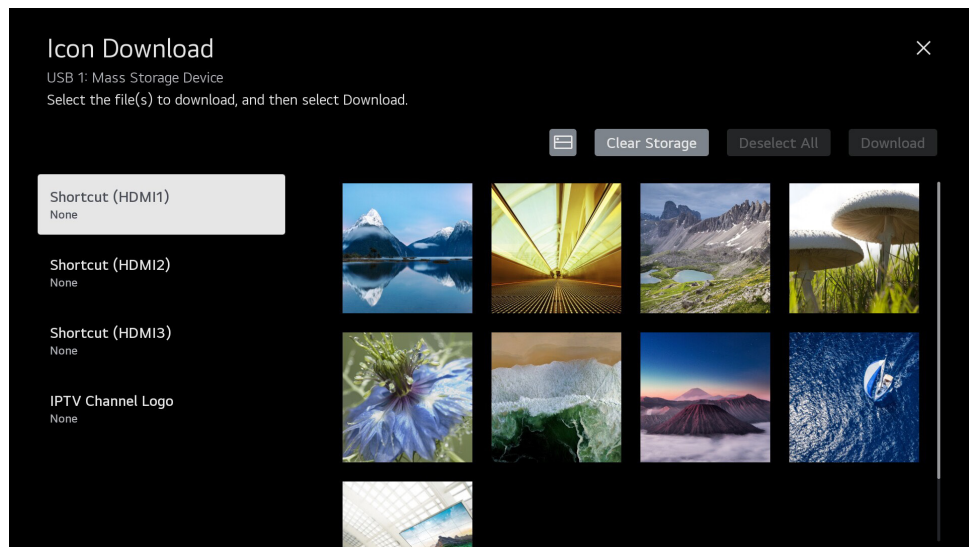 Icon Download
USB 1: Mass Storage Device
Select the file(s) to download, and then select Download.
Clear Storage
Deselect All
Download
Shortcut (HDMI1)
None
Shortcut (HDMI2)
None
Shortcut (HDMI3)
None
IPTV Channel Logo
None